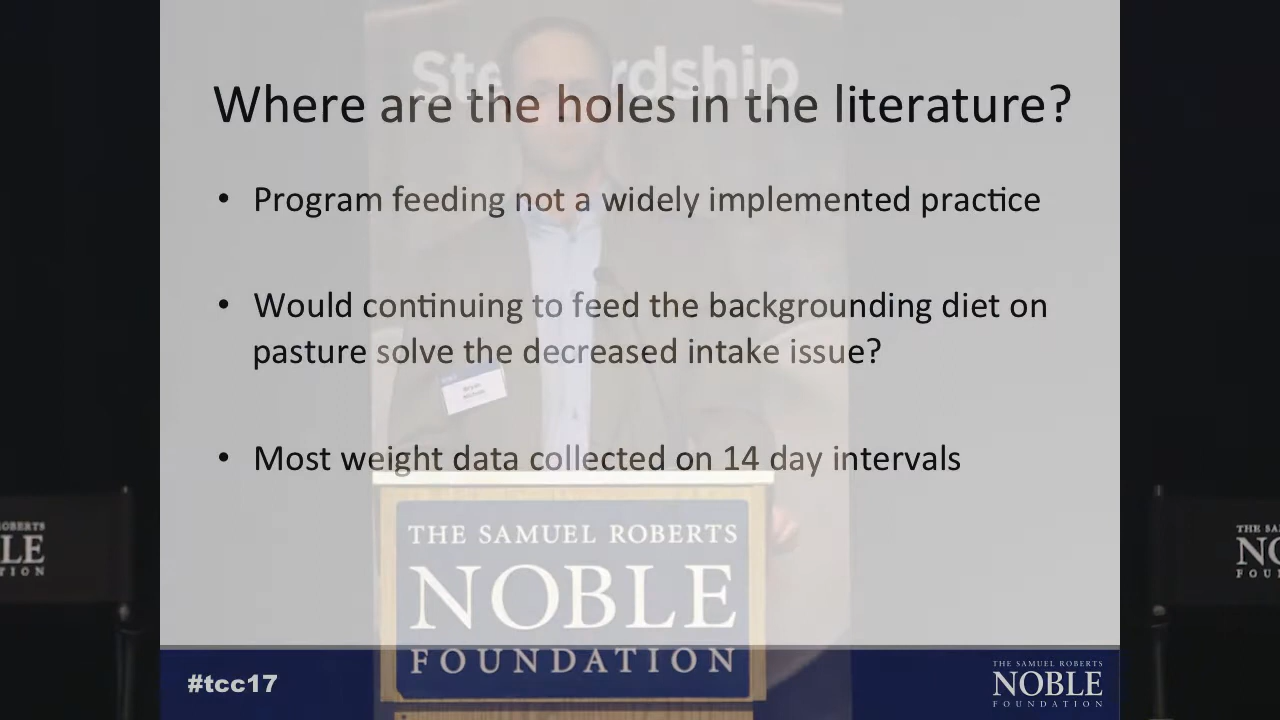 Stewardship
Where are the holes in the literature?
• Program feeding not a widely implemented practice
• Would continuing to feed the backgrounding diet on
pasture solve the decreased intake issue?
• Most weight data collected on 14 day intervals
THE SAMUEL ROBERTS
NOBLE
FOUNDATION
#tcc17
THE SAMUEL ROBERTS
NOBLE
FOUNDATION